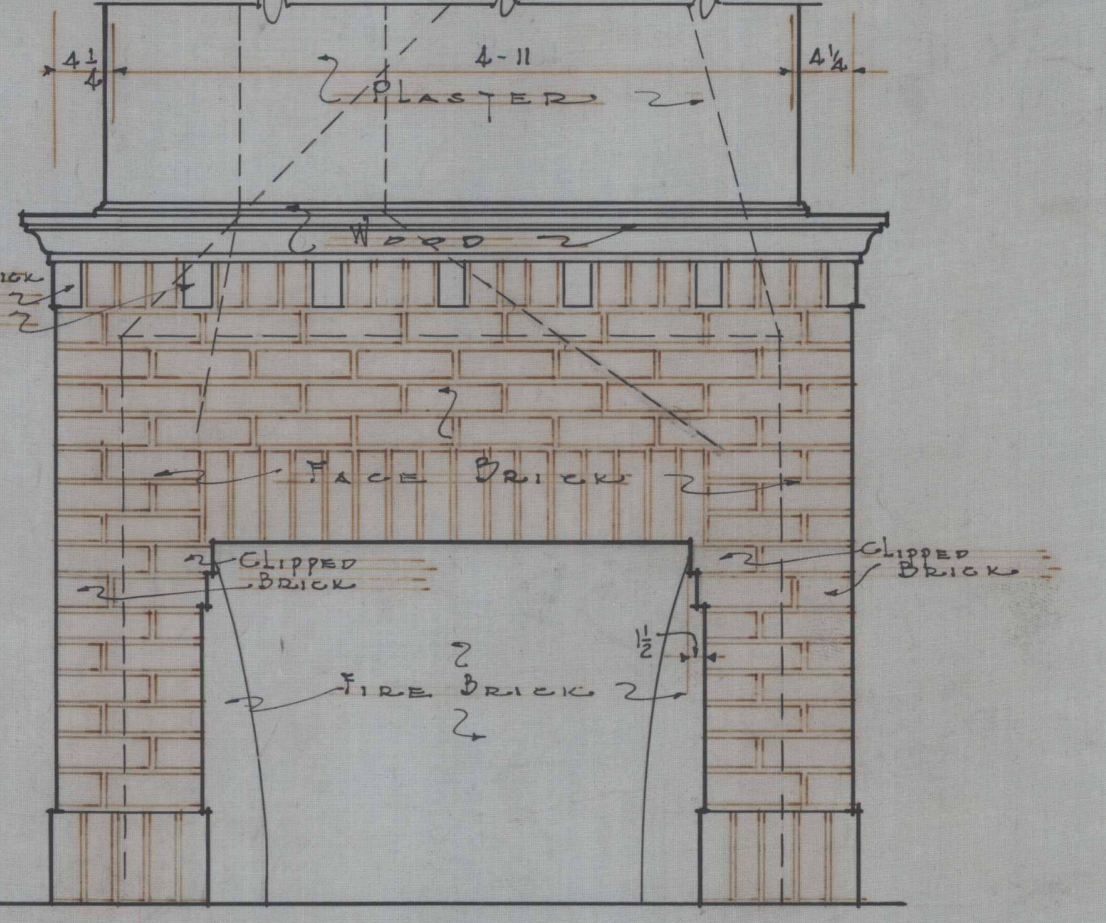 4 1/4
4-11
4 1/4
PLASTER
WOOD
FACE BRICK
CLIPPED
BRICK
CLIPPED
BRICK
1 1/2
FIRE BRICK